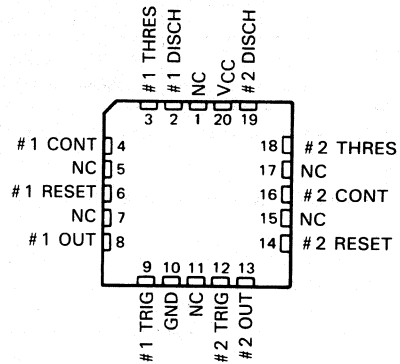 #1 THRES
#1 DISCH
NC
VCC
#2 DISCH
3 2 1 20 19
#1 CONT 4
NC 5
#1 RESET 6
NC 7
#1 OUT 8
18 #2 THRES
17 NC
16 #2 CONT
15 NC
14 #2 RESET
9 10 11 12 13
#1 TRIG
GND
NC
#2 TRIG
#2 OUT